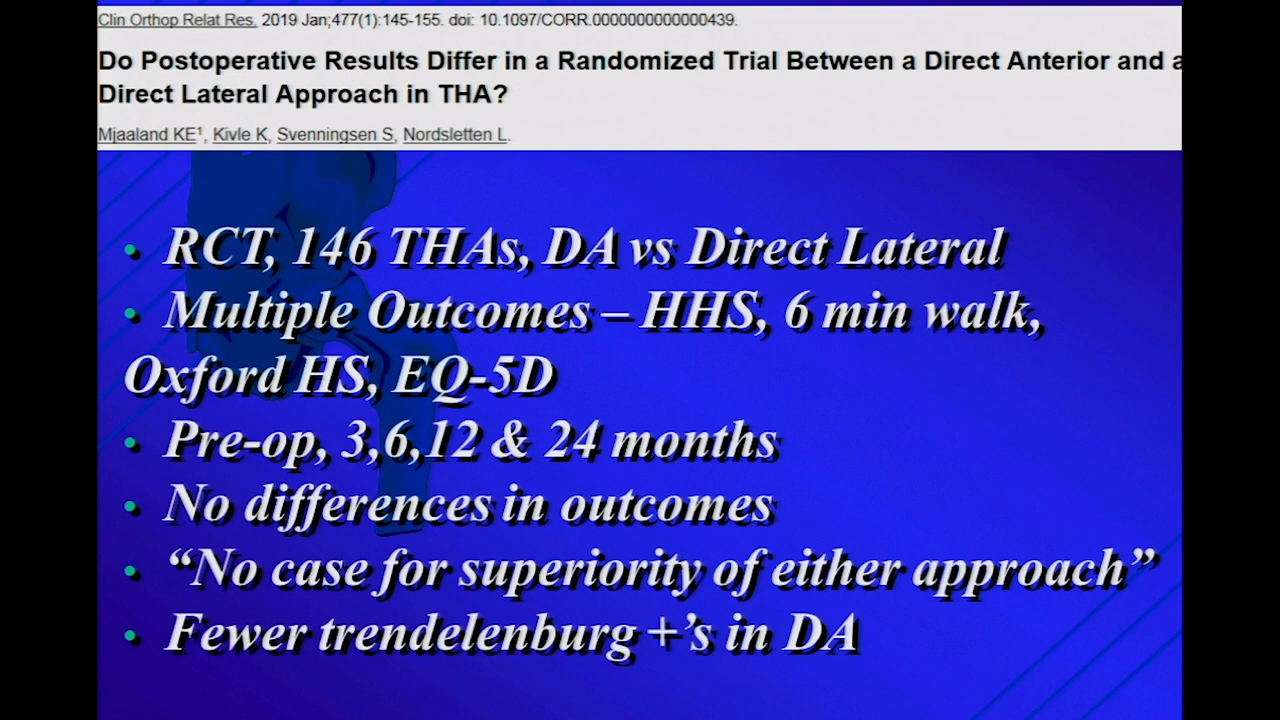 Clin Orthop Relat Res. 2019 Jan;477(1):145-155. doi: 10.1097/CORR.0000000000000439.
Do Postoperative Results Differ in a Randomized Trial Between a Direct Anterior and a
Direct Lateral Approach in THA?
Mjaaland KE¹, Kivle K, Svenningsen S, Nordsletten L.
• RCT, 146 THAs, DA vs Direct Lateral
• Multiple Outcomes – HHS, 6 min walk,
Oxford HS, EQ-5D
• Pre-op, 3,6,12 & 24 months
• No differences in outcomes
• “No case for superiority of either approach”
• Fewer trendelenburg +’s in DA